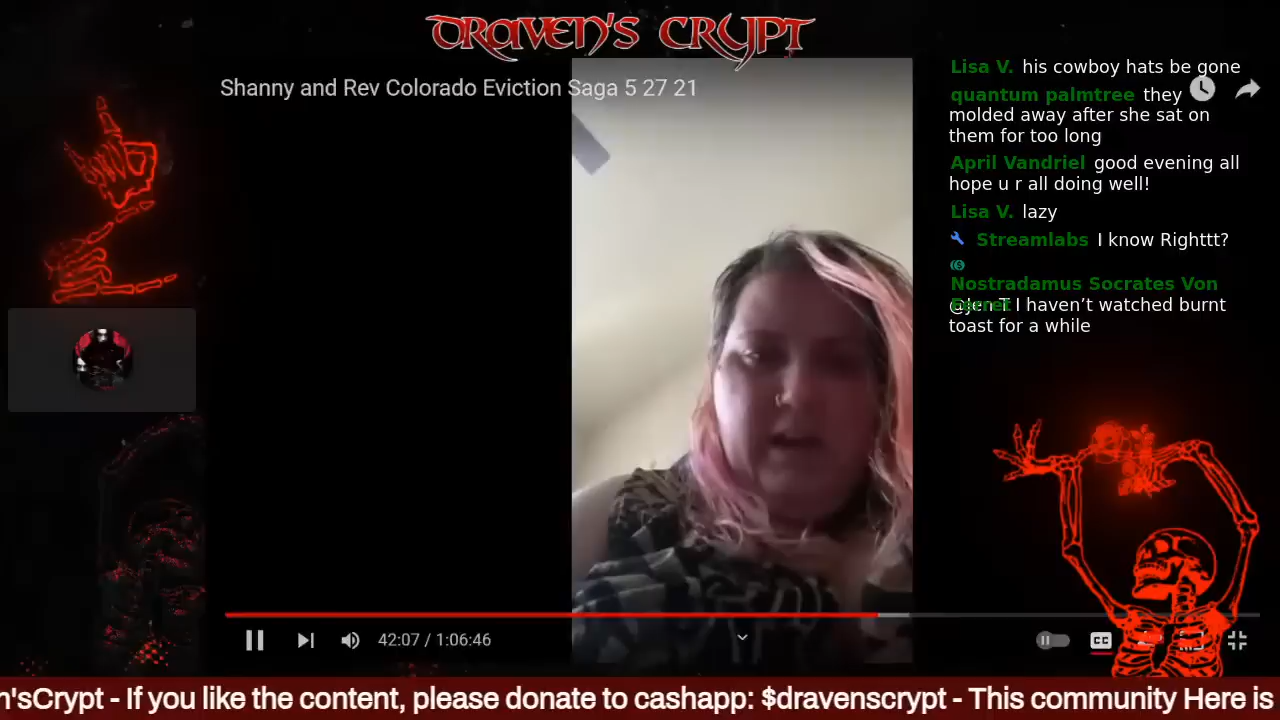 DRAVEN'S CRYPT
Shanny and Rev Colorado Eviction Saga 5 27 21
Lisa V. his cowboy hats be gone
quantum palmtree they
molded away after she sat on
them for too long
April Vandriel good evening all
hope u r all doing well!
Lisa V. lazy
Streamlabs I know Righttt?
Nostradamus Socrates Von
Ferret
@Jen T I haven’t watched burnt
toast for a while
42:07 / 1:06:46
CC
n'sCrypt - If you like the content, please donate to cashapp: $dravenscrypt - This community Here is